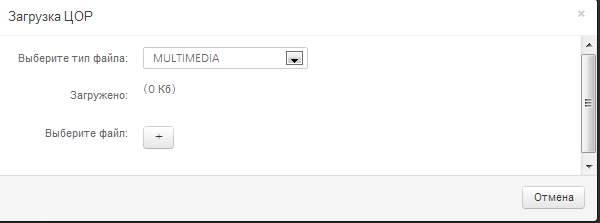 Загрузка ЦОР ×
Выберите тип файла: MULTIMEDIA
Загружено: (0 Кб)
Выберите файл: +
Отмена